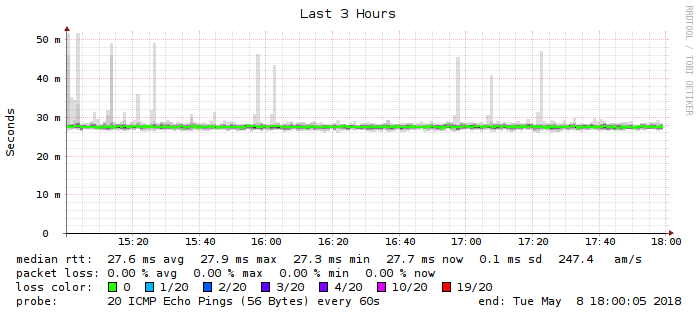 Last 3 Hours
RRDTOOL / TOBI OETIKER
Seconds
50 m
40 m
30 m
20 m
10 m
0
15:20 15:40 16:00 16:20 16:40 17:00 17:20 17:40 18:00
median rtt: 27.6 ms avg 27.9 ms max 27.3 ms min 27.7 ms now 0.1 ms sd 247.4 am/s
packet loss: 0.00 % avg 0.00 % max 0.00 % min 0.00 % now
loss color: 0 1/20 2/20 3/20 4/20 10/20 19/20
probe: 20 ICMP Echo Pings (56 Bytes) every 60s end: Tue May 8 18:00:05 2018